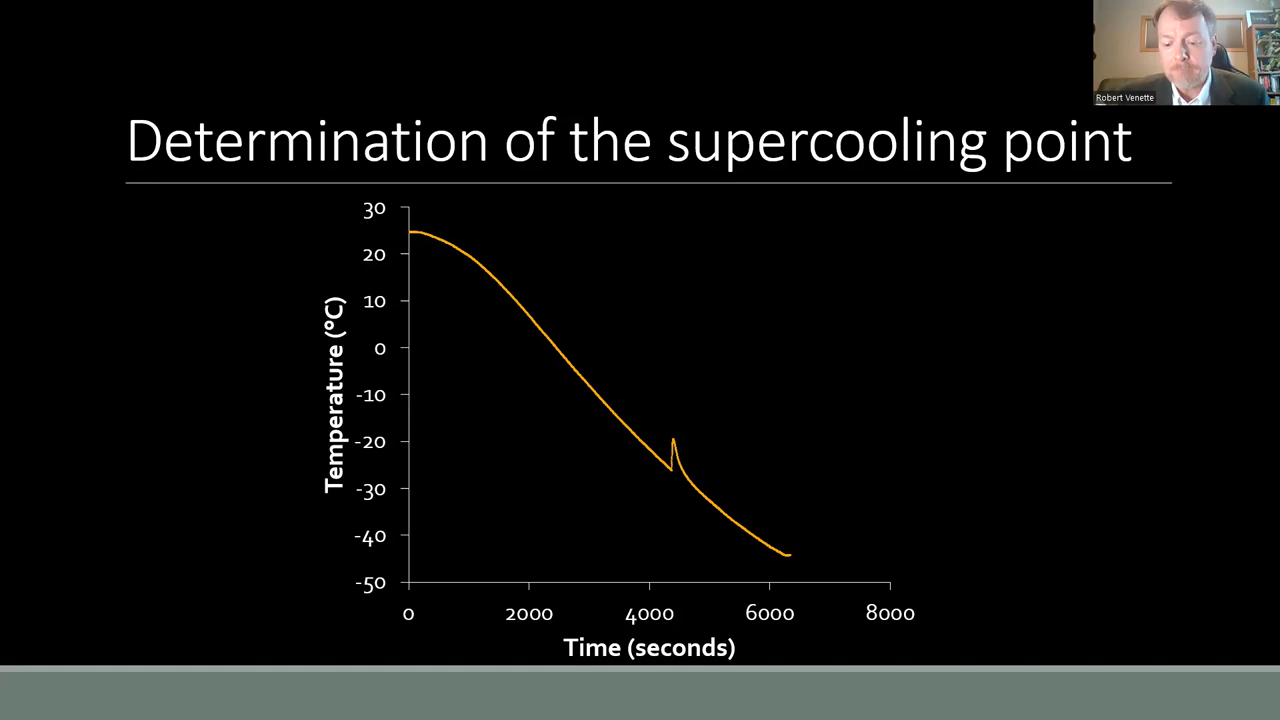 Robert Venette
Determination of the supercooling point
30
20
10
0
-10
-20
-30
-40
-50
Temperature (°C)
0 2000 4000 6000 8000
Time (seconds)